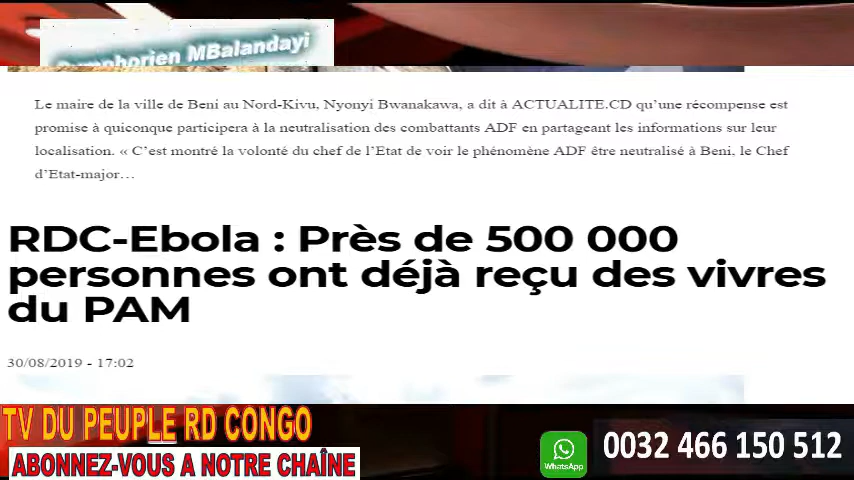 MBalandayi
Le maire de la ville de Beni au Nord-Kivu, Nyonyi Bwanakawa, a dit à ACTUALITE.CD qu'une récompense est
promise à quiconque participera à la neutralisation des combattants ADF en partageant les informations sur leur
localisation. « C'est montré la volonté du chef de l'Etat de voir le phénomène ADF être neutralisé à Beni, le Chef
d'Etat-major…
RDC-Ebola : Près de 500 000
personnes ont déjà reçu des vivres
du PAM
30/08/2019 - 17:02
TV DU PEUPLE RD CONGO
ABONNEZ-VOUS A NOTRE CHAÎNE
WhatsApp
0032 466 150 512